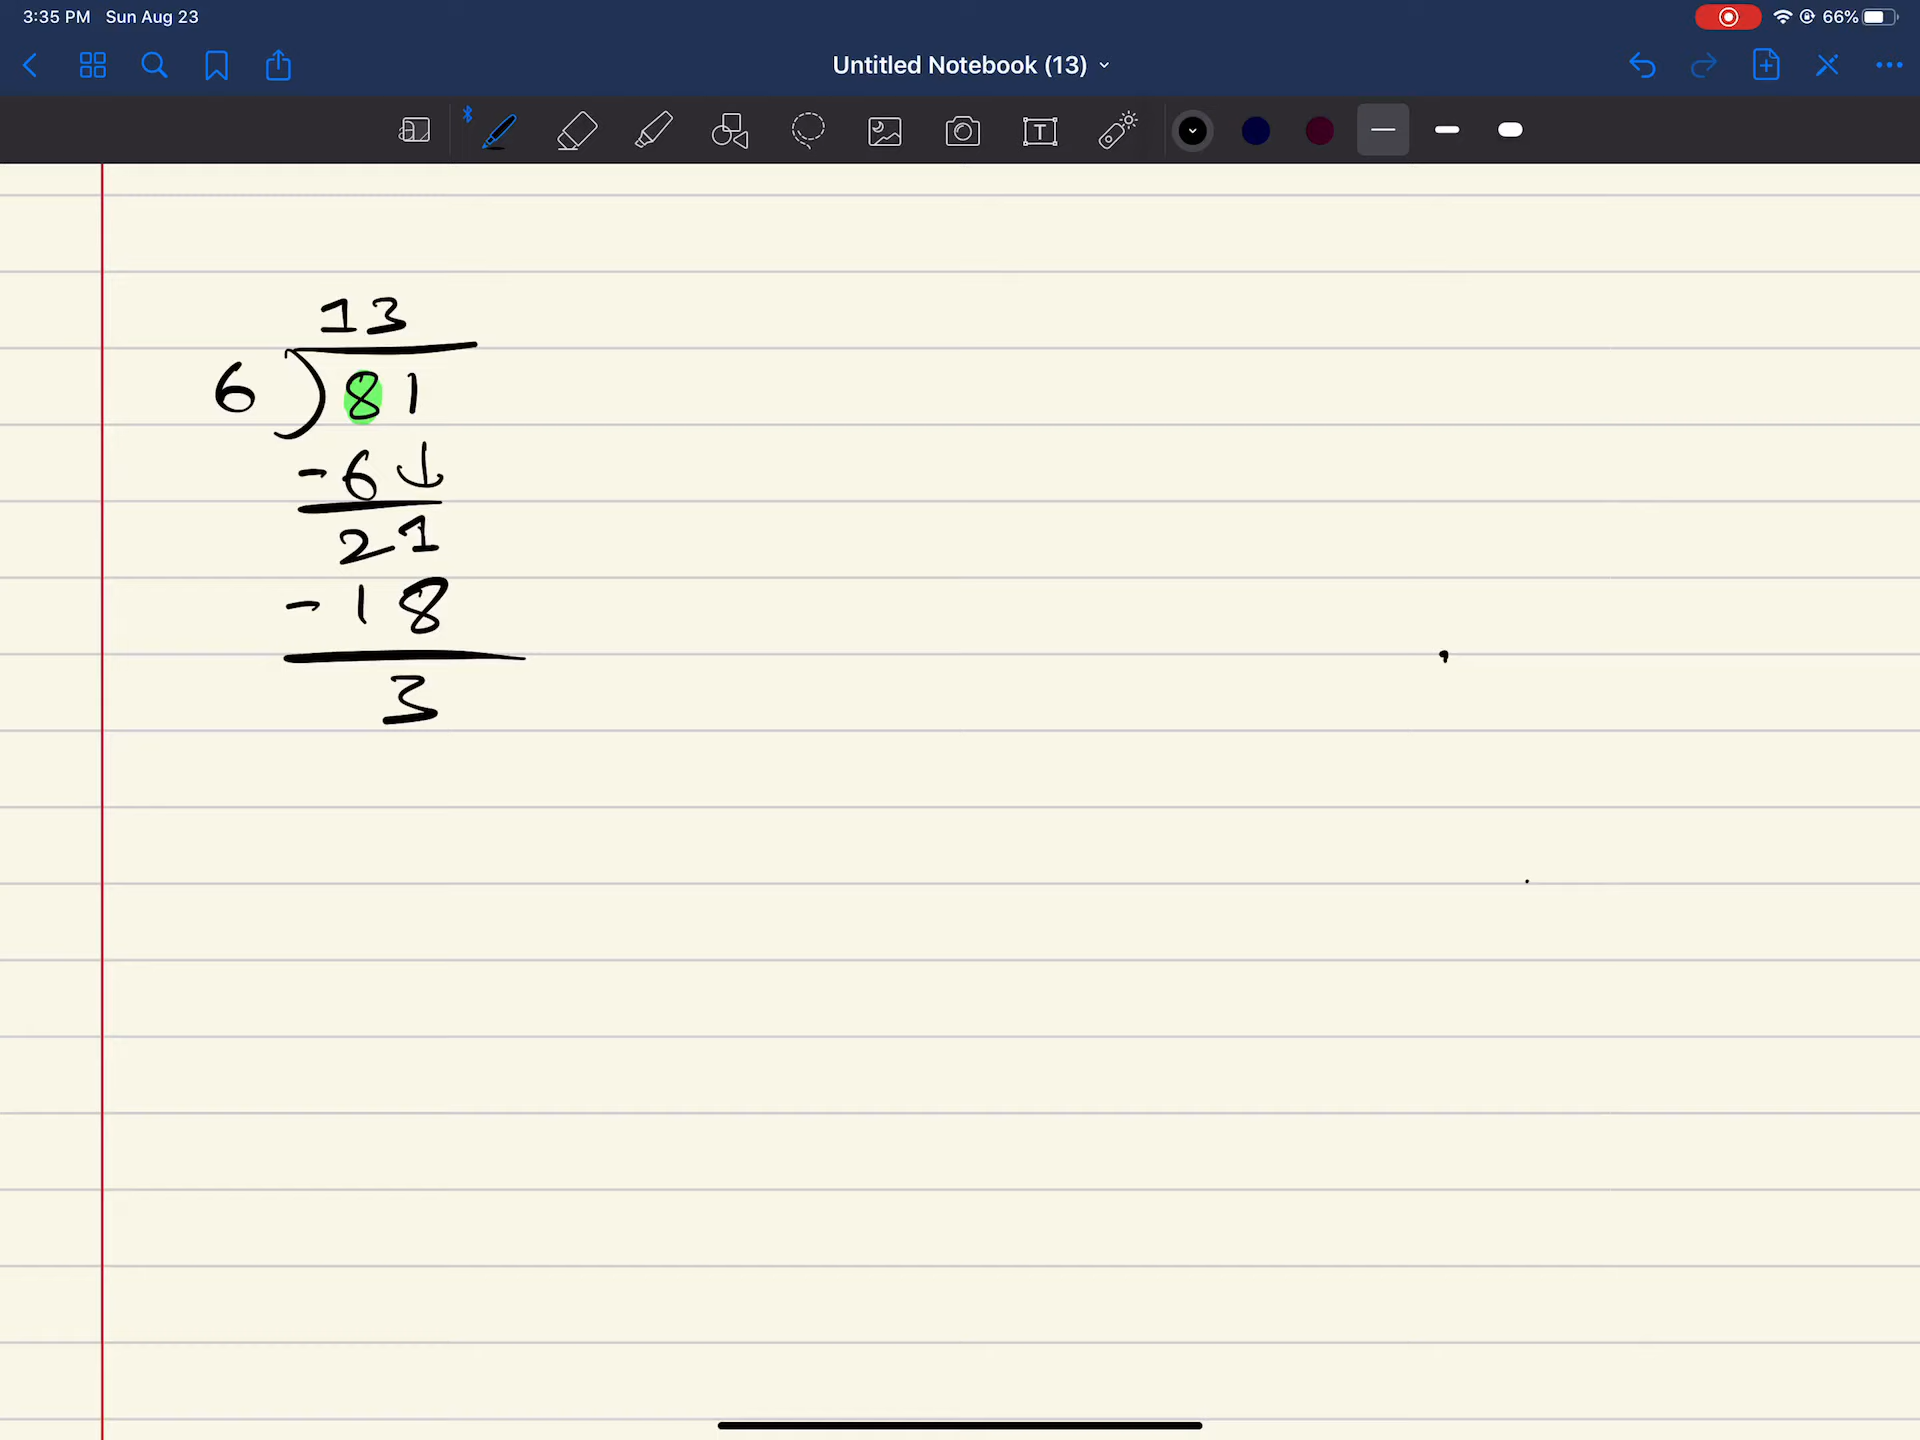 3:35 PM Sun Aug 23
66%
Untitled Notebook (13)
13
6 ) 81
-6↓
21
-18
3